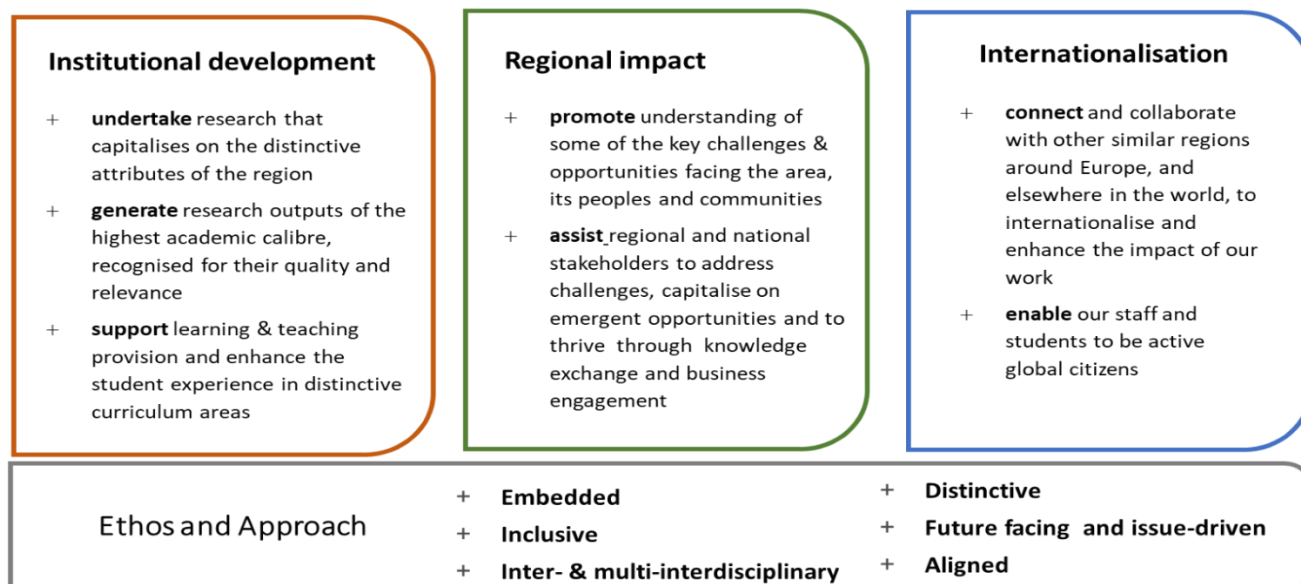 Institutional development
+ undertake research that
capitalises on the distinctive
attributes of the region
+ generate research outputs of the
highest academic calibre,
recognised for their quality and
relevance
+ support learning & teaching
provision and enhance the
student experience in distinctive
curriculum areas
Regional impact
+ promote understanding of
some of the key challenges &
opportunities facing the area,
its peoples and communities
+ assist regional and national
stakeholders to address
challenges, capitalise on
emergent opportunities and to
thrive through knowledge
exchange and business
engagement
Internationalisation
+ connect and collaborate
with other similar regions
around Europe, and
elsewhere in the world, to
internationalise and
enhance the impact of our
work
+ enable our staff and
students to be active
global citizens
Ethos and Approach
+ Embedded
+ Inclusive
+ Inter- & multi-interdisciplinary
+ Distinctive
+ Future facing and issue-driven
+ Aligned